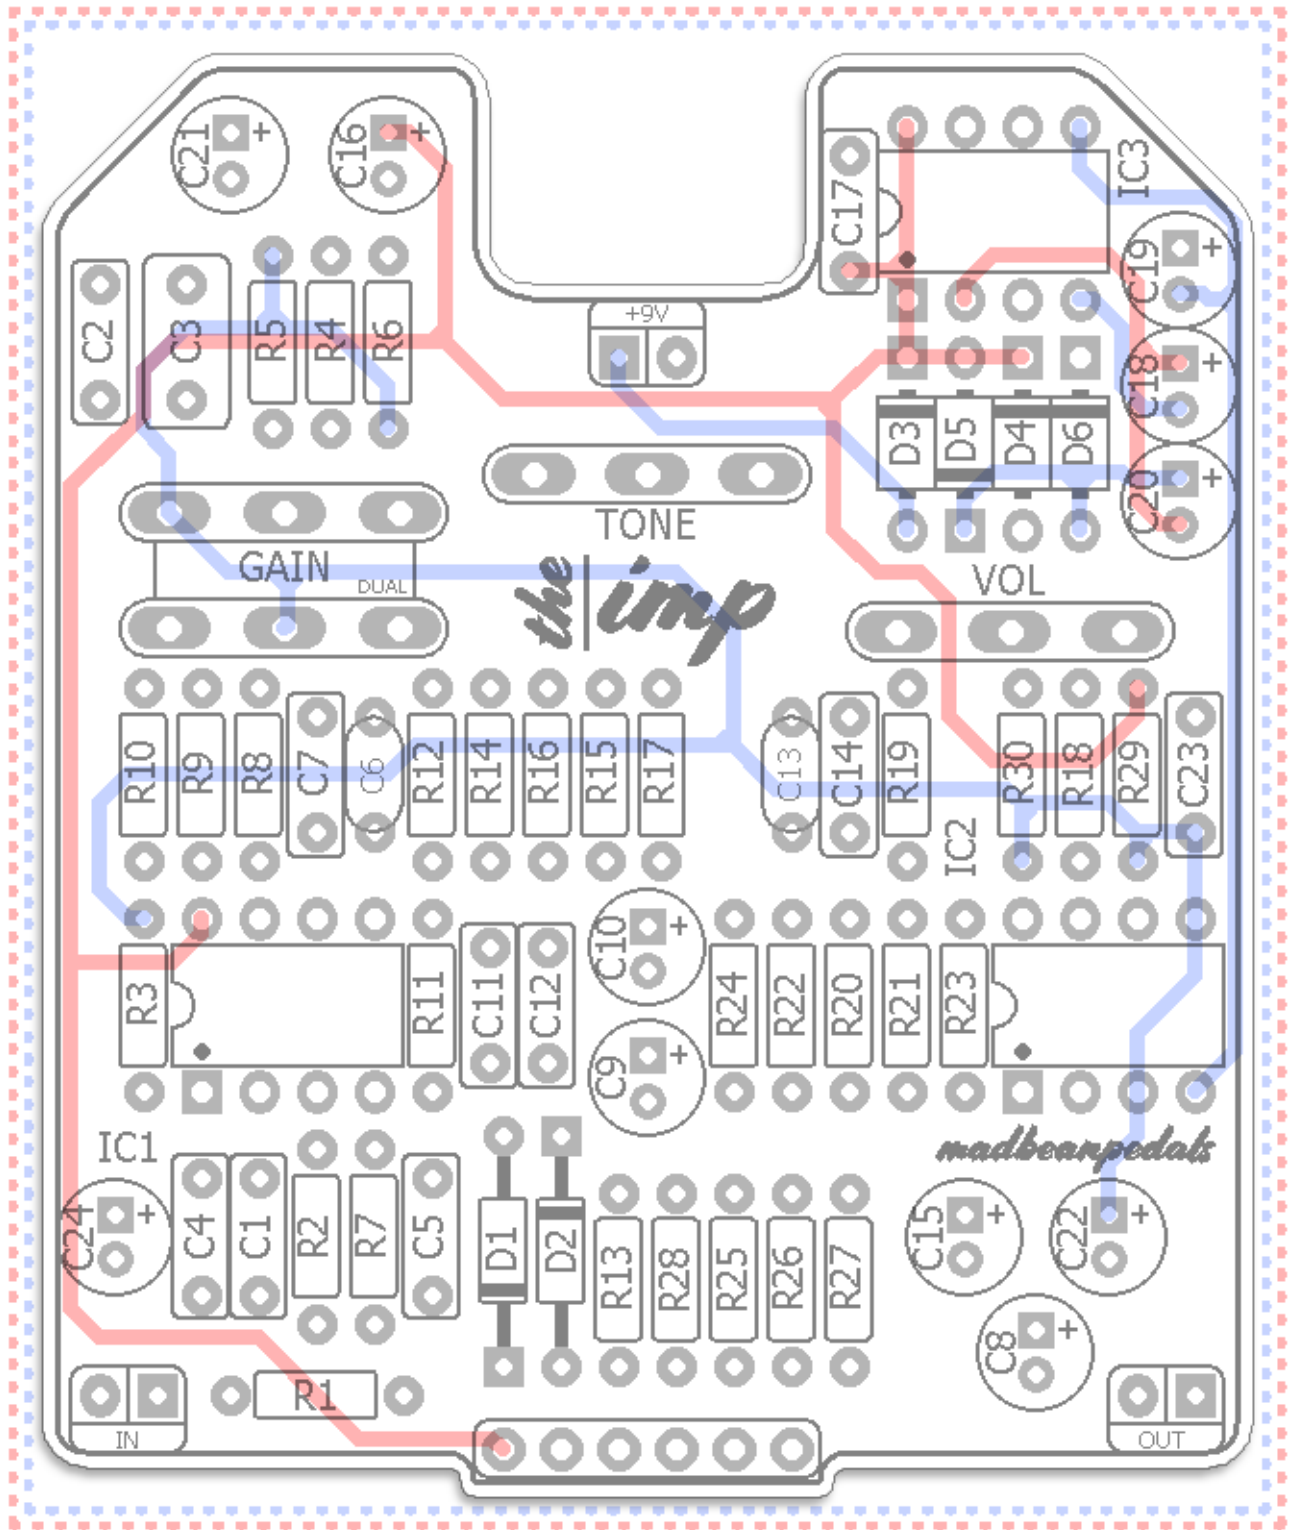 C21 +
C16 +
C17
IC3
C19 +
C2
C3
R5
R4
R6
+9V
C18 +
D3
D5
D4
D6
C20 +
TONE
GAIN
DUAL
the imp
VOL
R10
R9
R8
C7
C6
R12
R14
R16
R15
R17
C13
C14
R19
R30
R18
R29
C23
IC2
R3
R11
C11
C12
C10 +
C9 +
R24
R22
R20
R21
R23
IC1
madbeanpedals
C24 +
C4
C1
R2
R7
C5
D1
D2
R13
R28
R25
R26
R27
C15 +
C22 +
C8 +
IN
R1
OUT